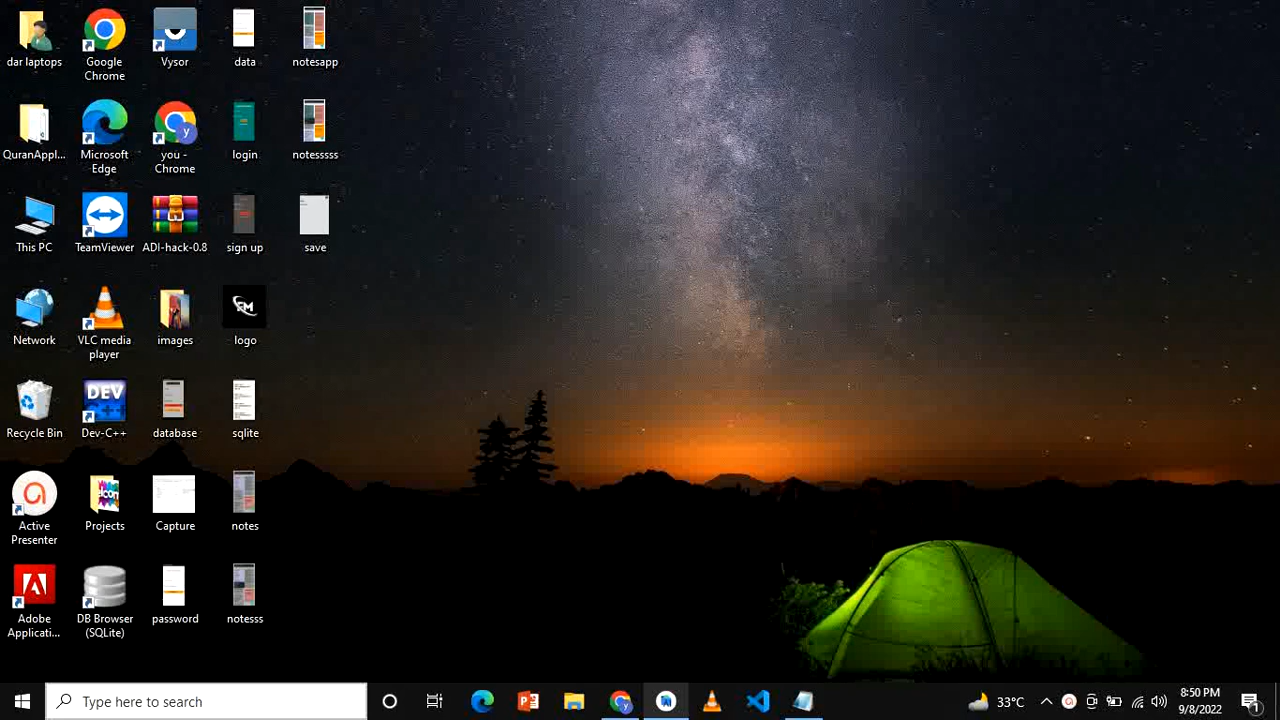 dar laptops
Google
Chrome
Vysor
data
notesapp
QuranAppl...
Microsoft
Edge
you -
Chrome
login
notesssss
This PC
TeamViewer
ADI-hack-0.8
sign up
save
Network
VLC media
player
images
logo
Recycle Bin
DEV
Dev-C++
database
sqlite
Active
Presenter
Projects
Capture
notes
Adobe
Applicati...
DB Browser
(SQLite)
password
notesss
Type here to search
33°C
8:50 PM
9/8/2022